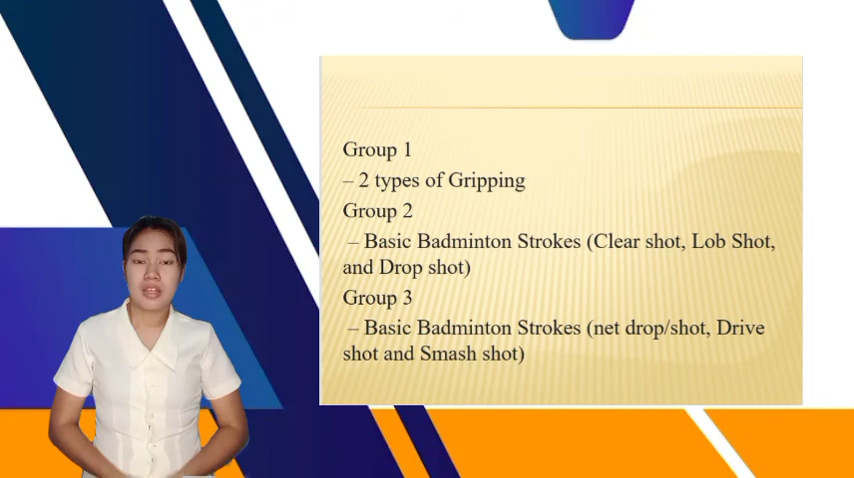 Group 1
– 2 types of Gripping
Group 2
– Basic Badminton Strokes (Clear shot, Lob Shot,
and Drop shot)
Group 3
– Basic Badminton Strokes (net drop/shot, Drive
shot and Smash shot)